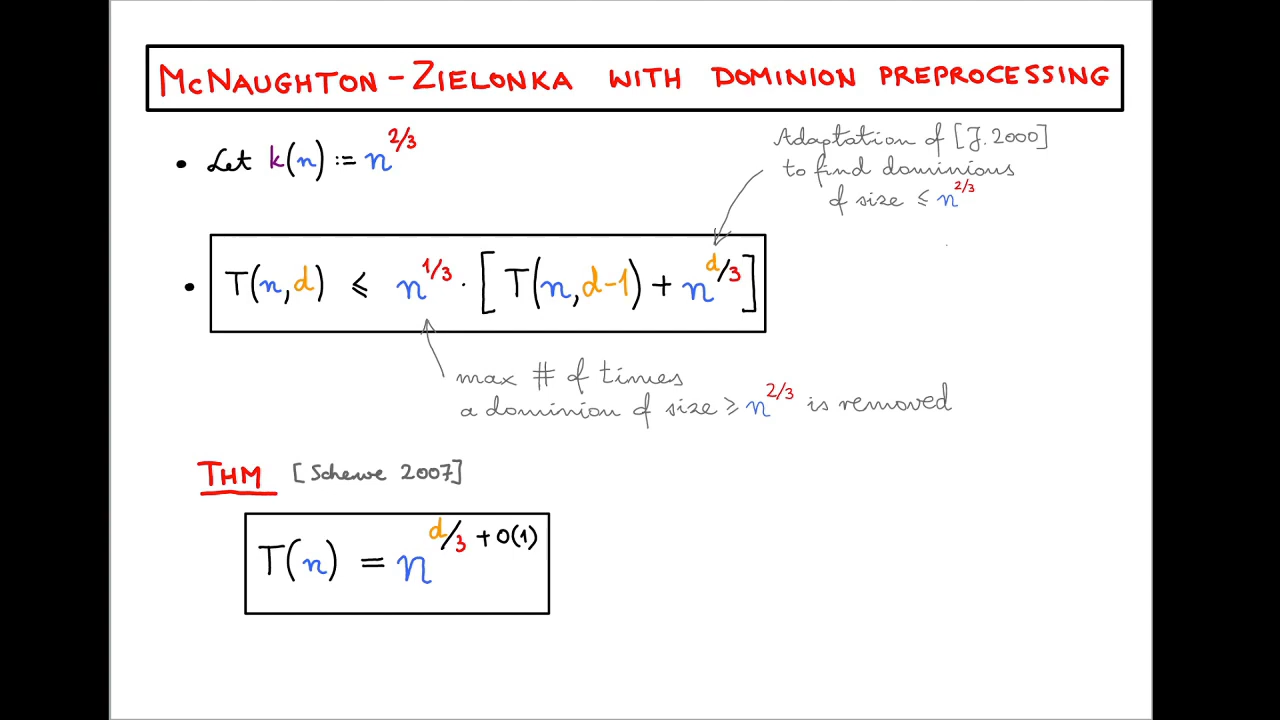 McNAUGHTON - ZIELONKA WITH DOMINION PREPROCESSING
• Let k(n) := n^{2/3}
Adaptation of [J. 2000]
to find dominions
of size ≤ n^{2/3}
• T(n,d) ≤ n^{1/3} · [T(n,d-1) + n^{d/3}]
max # of times
a dominion of size ≥ n^{2/3} is removed
THM [Schewe 2007]
T(n) = n^{d/3 + O(1)}